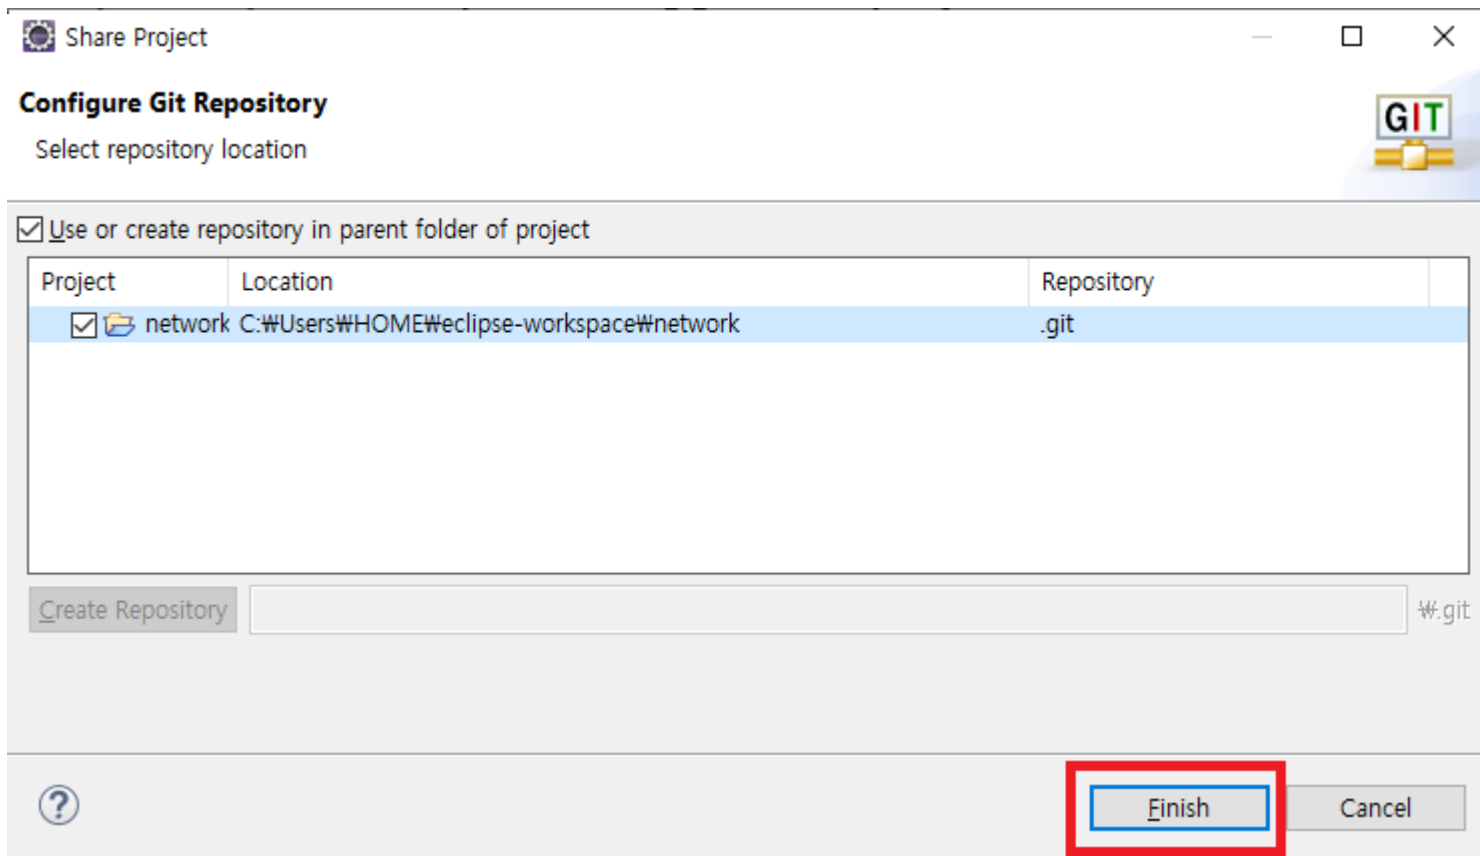 Share Project
Configure Git Repository
Select repository location
GIT
Use or create repository in parent folder of project
Project Location Repository
network C:₩Users₩HOME₩eclipse-workspace₩network .git
Create Repository ₩.git
? Finish Cancel